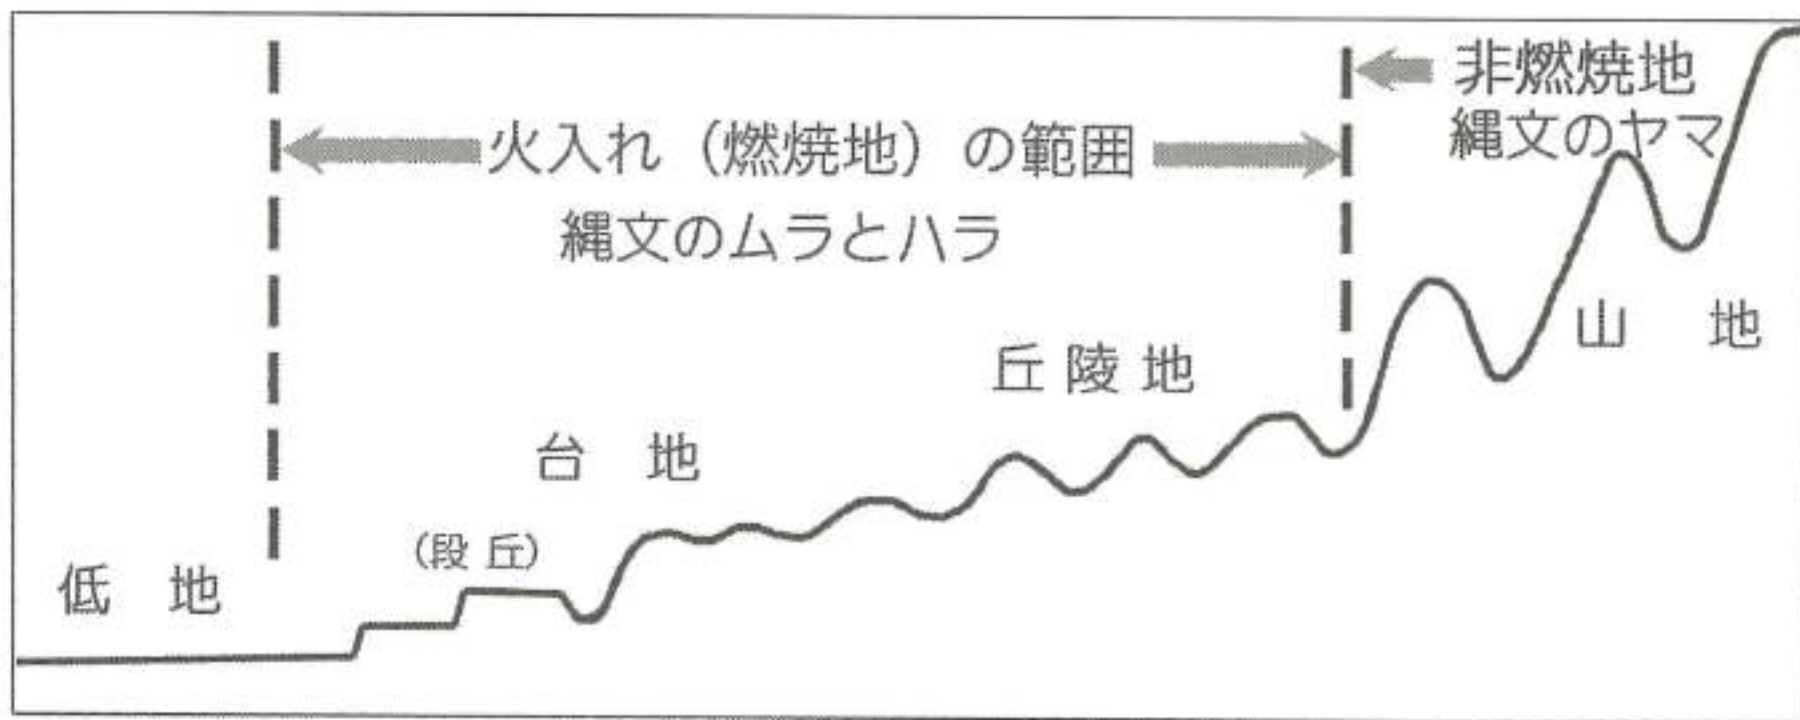 非燃焼地
縄文のヤマ
火入れ（燃焼地）の範囲
縄文のムラとハラ
山 地
丘陵地
台 地
（段丘）
低 地